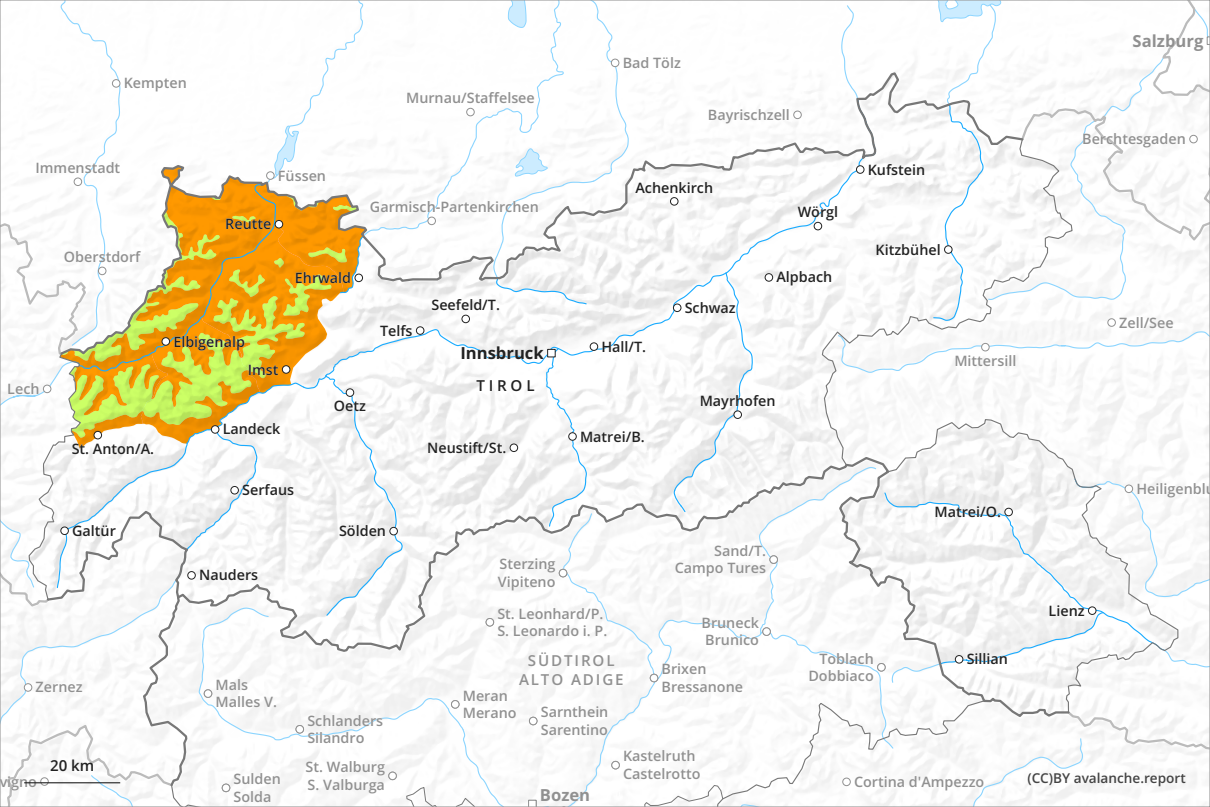 Salzburg
Bad Tölz
Kempten
Murnau/Staffelsee
Bayrischzell
Berchtesgaden
Immenstadt
Füssen
Kufstein
Achenkirch
Garmisch-Partenkirchen
Wörgl
Reutte
Kitzbühel
Oberstdorf
Ehrwald
Alpbach
Seefeld/T.
Schwaz
Telfs
Zell/See
Elbigenalp
Innsbruck
Hall/T.
Mittersill
Imst
TIROL
Lech
Oetz
Mayrhofen
Landeck
Matrei/B.
St. Anton/A.
Neustift/St.
Serfaus
Heiligenblu
Matrei/O.
Galtür
Sölden
Sand/T.
Campo Tures
Sterzing
Vipiteno
Nauders
Lienz
St. Leonhard/P.
S. Leonardo i. P.
Bruneck
Brunico
Sillian
SÜDTIROL
ALTO ADIGE
Toblach
Dobbiaco
Brixen
Bressanone
Zernez
Mals
Malles V.
Meran
Merano
Sarnthein
Sarentino
Schlanders
Silandro
Kastelruth
Castelrotto
20 km
St. Walburg
S. Valburga
vigno
Sulden
Solda
Cortina d'Ampezzo
(CC)BY avalanche.report
Bozen